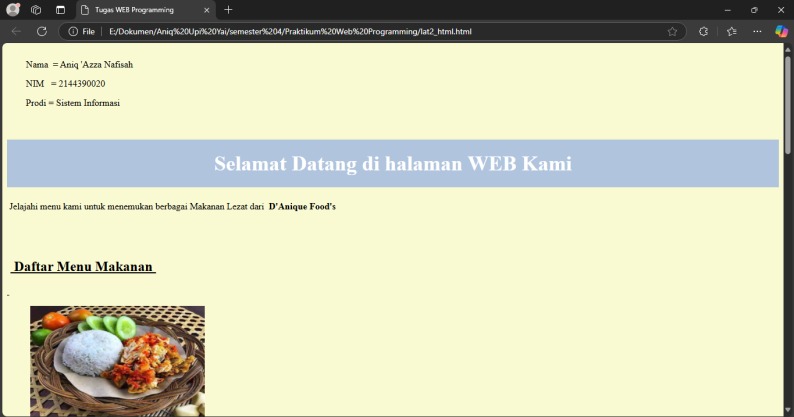 Tugas WEB Programming
File
E:/Dokumen/Aniq%20Upi%20Yai/semester%204/Praktikum%20Web%20Programming/lat2_html.html
Nama = Aniq 'Azza Nafisah
NIM = 2144390020
Prodi = Sistem Informasi
Selamat Datang di halaman WEB Kami
Jelajahi menu kami untuk menemukan berbagai Makanan Lezat dari D'Anique Food's
Daftar Menu Makanan